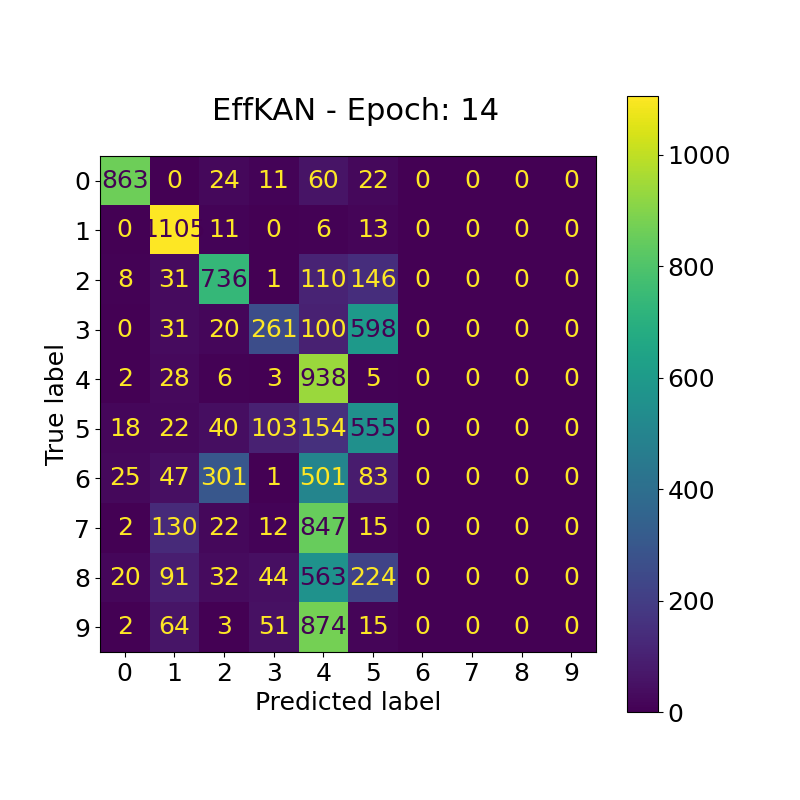 EffKAN - Epoch: 14
0 863 0 24 11 60 22 0 0 0 0
1 0 1105 11 0 6 13 0 0 0 0
2 8 31 736 1 110 146 0 0 0 0
3 0 31 20 261 100 598 0 0 0 0
4 2 28 6 3 938 5 0 0 0 0
5 18 22 40 103 154 555 0 0 0 0
6 25 47 301 1 501 83 0 0 0 0
7 2 130 22 12 847 15 0 0 0 0
8 20 91 32 44 563 224 0 0 0 0
9 2 64 3 51 874 15 0 0 0 0
0 1 2 3 4 5 6 7 8 9
Predicted label
True label
1000
800
600
400
200
0